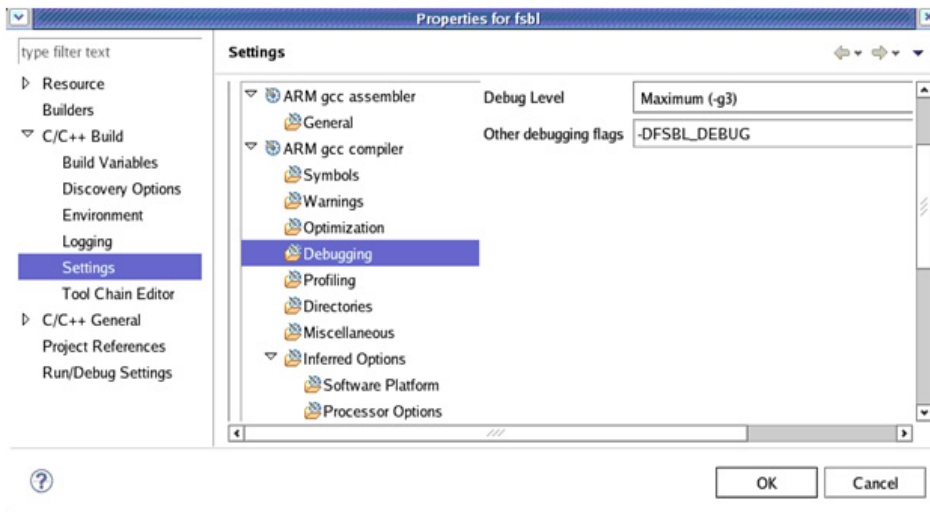 Properties for fsbl
type filter text
Resource
Builders
C/C++ Build
Build Variables
Discovery Options
Environment
Logging
Settings
Tool Chain Editor
C/C++ General
Project References
Run/Debug Settings
Settings
ARM gcc assembler
General
ARM gcc compiler
Symbols
Warnings
Optimization
Debugging
Profiling
Directories
Miscellaneous
Inferred Options
Software Platform
Processor Options
Debug Level
Maximum (-g3)
Other debugging flags
-DFSBL_DEBUG
?
OK
Cancel